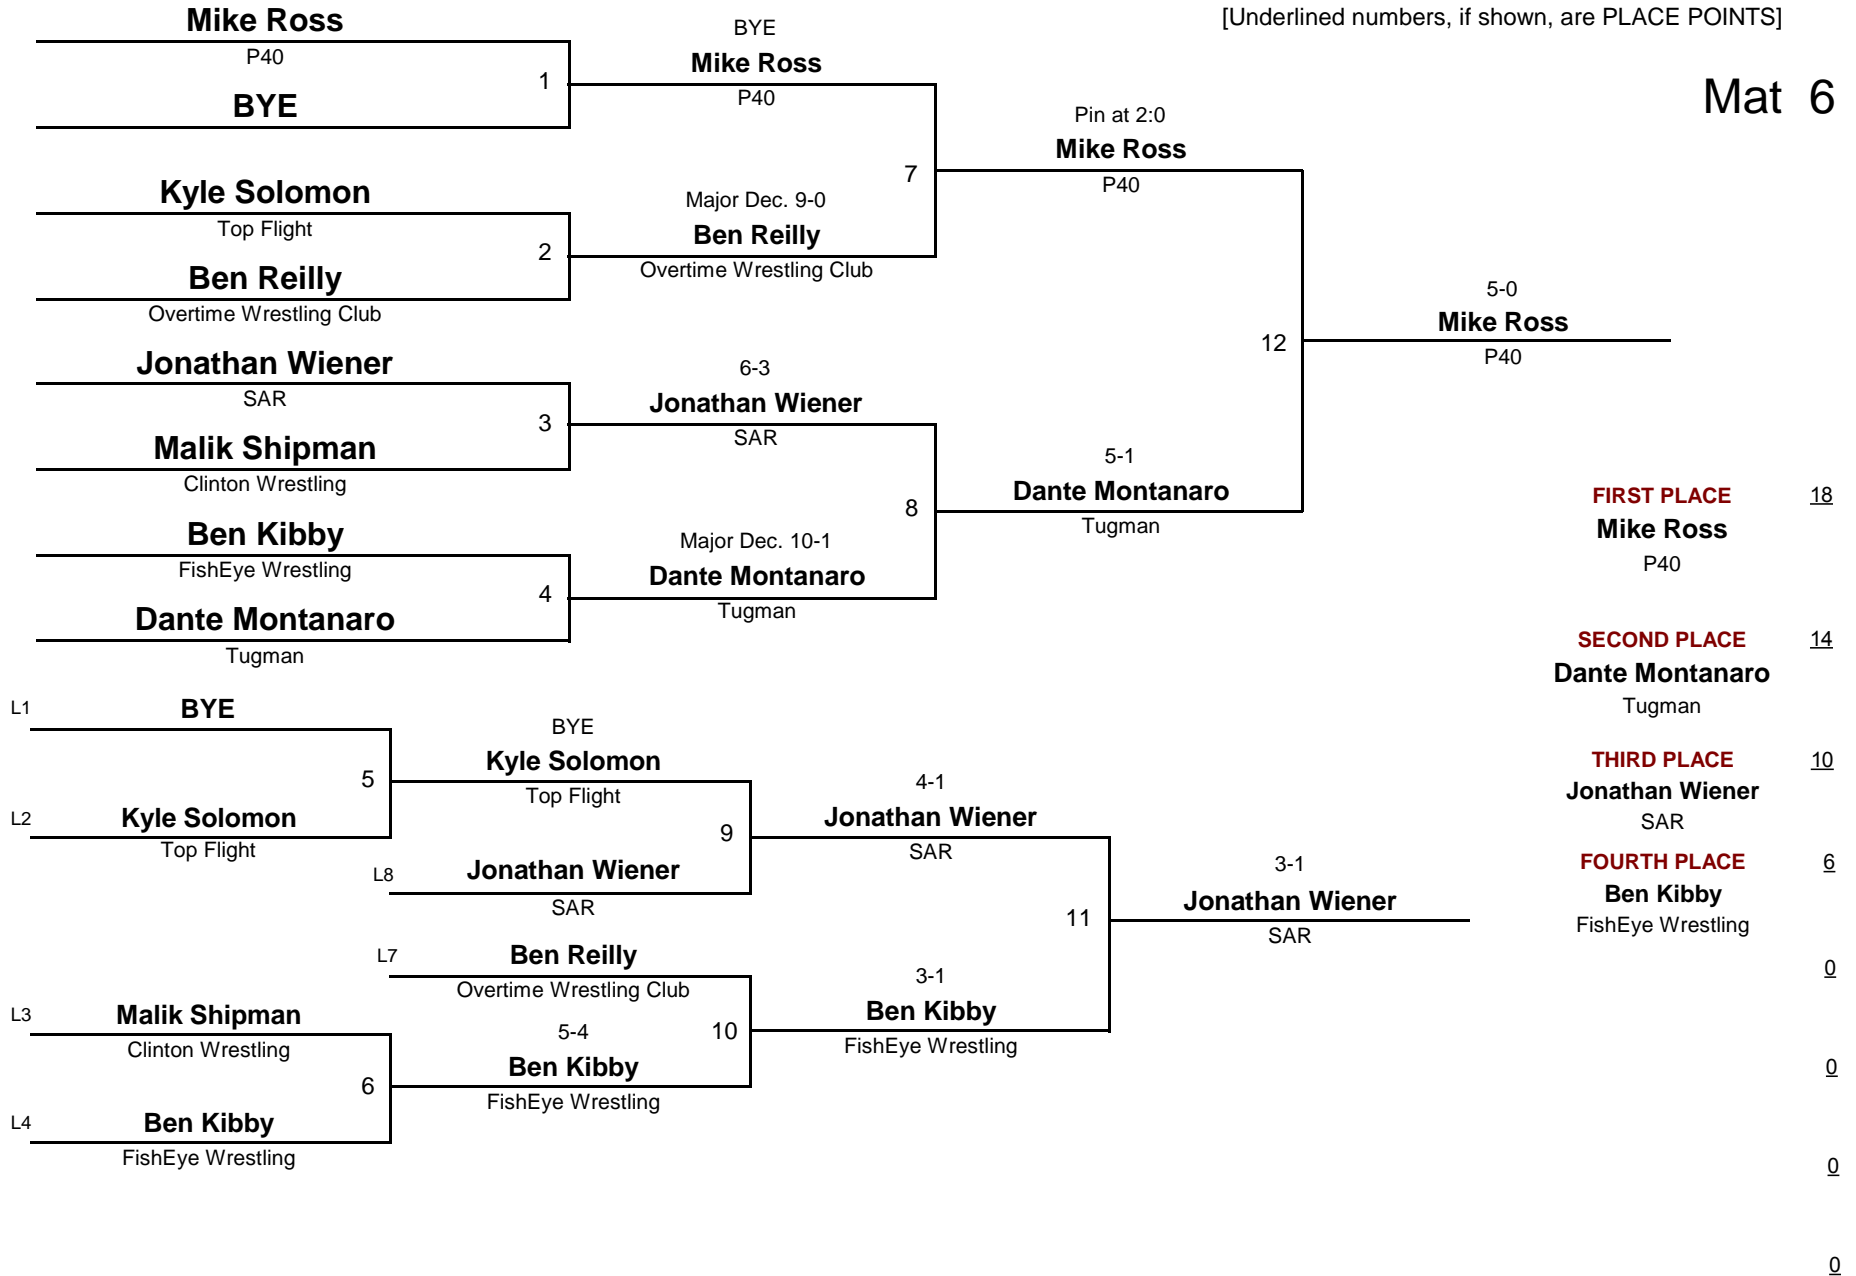 [Underlined numbers, if shown, are PLACE POINTS]
Mat 6
Mike Ross
P40
1
BYE
BYE
Mike Ross
P40
Kyle Solomon
Top Flight
2
Ben Reilly
Overtime Wrestling Club
Major Dec. 9-0
Ben Reilly
Overtime Wrestling Club
7
Pin at 2:0
Mike Ross
P40
Jonathan Wiener
SAR
3
Malik Shipman
Clinton Wrestling
6-3
Jonathan Wiener
SAR
Ben Kibby
FishEye Wrestling
4
Dante Montanaro
Tugman
Major Dec. 10-1
Dante Montanaro
Tugman
8
5-1
Dante Montanaro
Tugman
12
5-0
Mike Ross
P40
FIRST PLACE 18
Mike Ross
P40
SECOND PLACE 14
Dante Montanaro
Tugman
THIRD PLACE 10
Jonathan Wiener
SAR
FOURTH PLACE 6
Ben Kibby
FishEye Wrestling
0
0
0
0
L1 BYE
5
L2 Kyle Solomon
Top Flight
BYE
Kyle Solomon
Top Flight
9
L8 Jonathan Wiener
SAR
4-1
Jonathan Wiener
SAR
L7 Ben Reilly
Overtime Wrestling Club
L3 Malik Shipman
Clinton Wrestling
6
L4 Ben Kibby
FishEye Wrestling
5-4
Ben Kibby
FishEye Wrestling
10
3-1
Ben Kibby
FishEye Wrestling
11
3-1
Jonathan Wiener
SAR